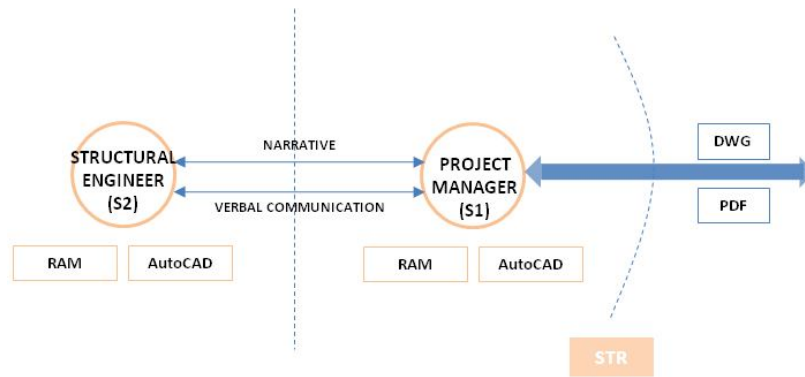 NARRATIVE
STRUCTURAL
ENGINEER
(S2)
VERBAL COMMUNICATION
PROJECT
MANAGER
(S1)
DWG
PDF
RAM
AutoCAD
RAM
AutoCAD
STR